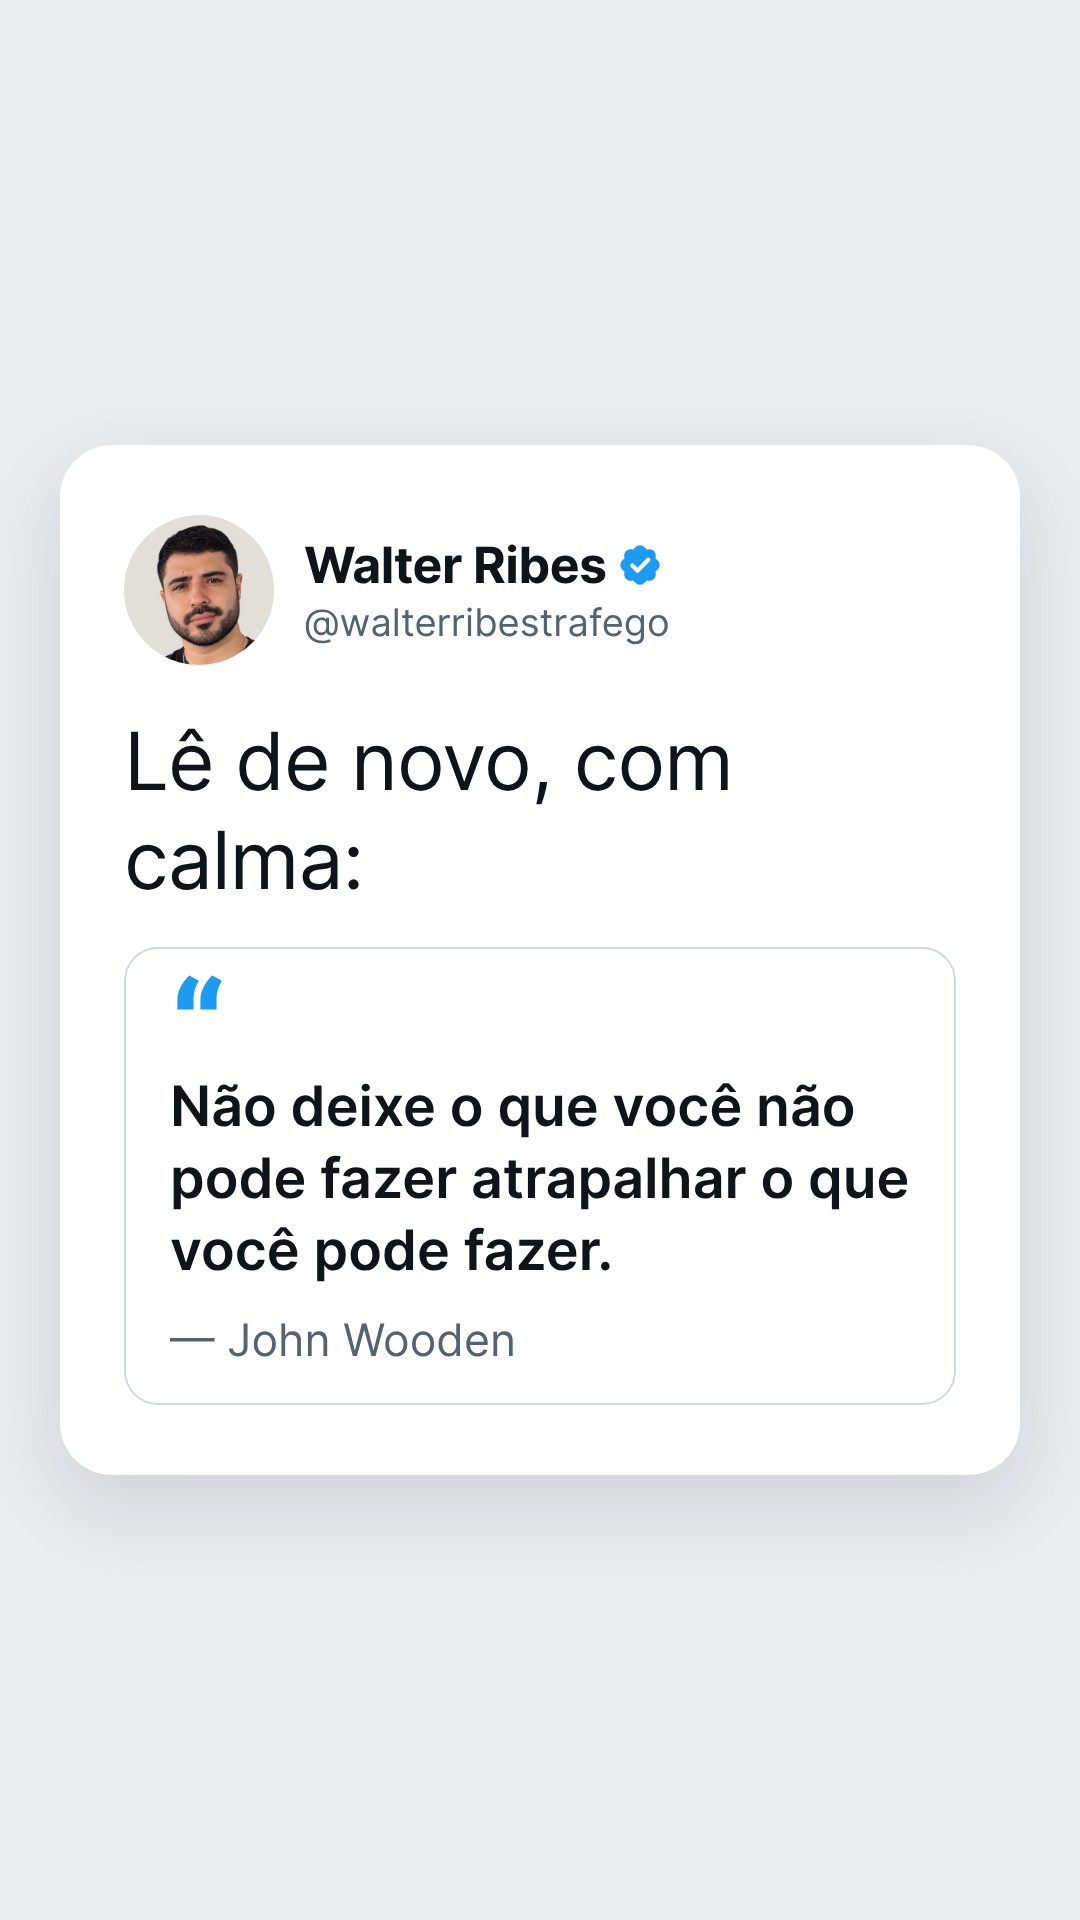 Walter Ribes
@walterribestrafego
Lê de novo, com
calma:
“
Não deixe o que você não
pode fazer atrapalhar o que
você pode fazer.
— John Wooden